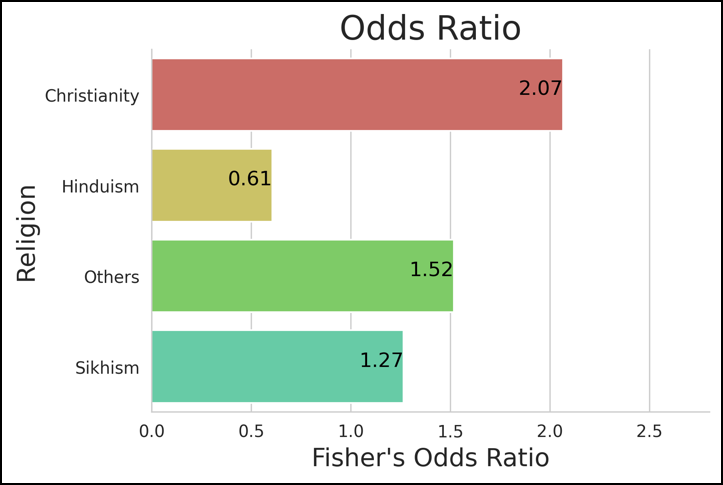 Odds Ratio
Religion
Christianity
2.07
Hinduism
0.61
Others
1.52
Sikhism
1.27
0.0 0.5 1.0 1.5 2.0 2.5
Fisher's Odds Ratio